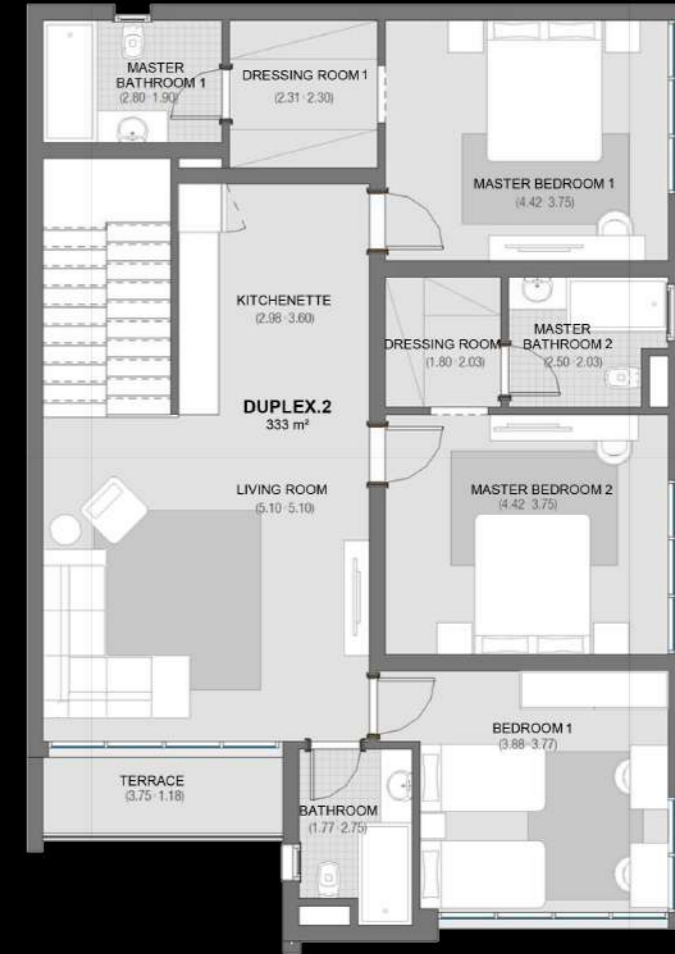 MASTER
BATHROOM 1
(2.80 · 1.90)
DRESSING ROOM 1
(2.31 · 2.30)
MASTER BEDROOM 1
(4.42 · 3.75)
KITCHENETTE
(2.98 · 3.60)
DRESSING ROOM
(1.80 · 2.03)
MASTER
BATHROOM 2
(2.50 · 2.03)
DUPLEX.2
333 m²
LIVING ROOM
(5.10 · 5.10)
MASTER BEDROOM 2
(4.42 · 3.75)
BEDROOM 1
(3.88 · 3.77)
TERRACE
(3.75 · 1.18)
BATHROOM
(1.77 · 2.75)